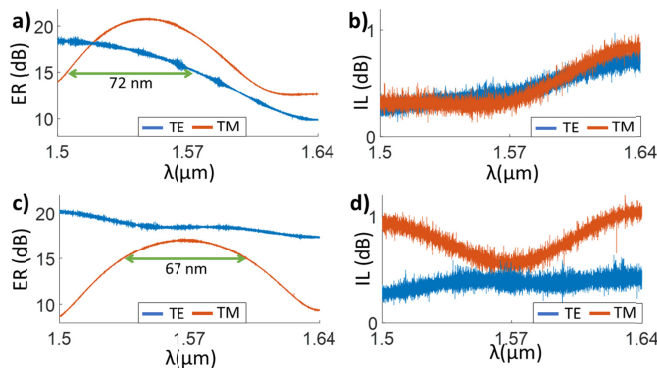 a)
ER (dB)
20
15
10
72 nm
TE TM
1.5 1.57 1.64
λ(μm)
b)
IL (dB)
1
0
TE TM
1.5 1.57 1.64
λ(μm)
c)
ER (dB)
20
15
10
67 nm
TE TM
1.5 1.57 1.64
λ(μm)
d)
IL (dB)
1
0
TE TM
1.5 1.57 1.64
λ(μm)